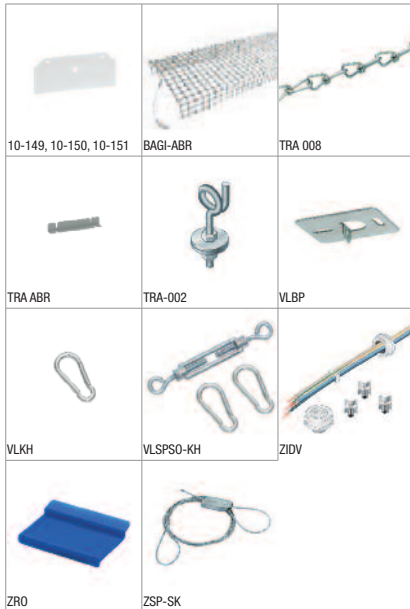 10-149, 10-150, 10-151
BAGI-ABR
TRA 008
TRA ABR
TRA-002
VLBP
VLKH
VLSPSO-KH
ZIDV
ZRO
ZSP-SK